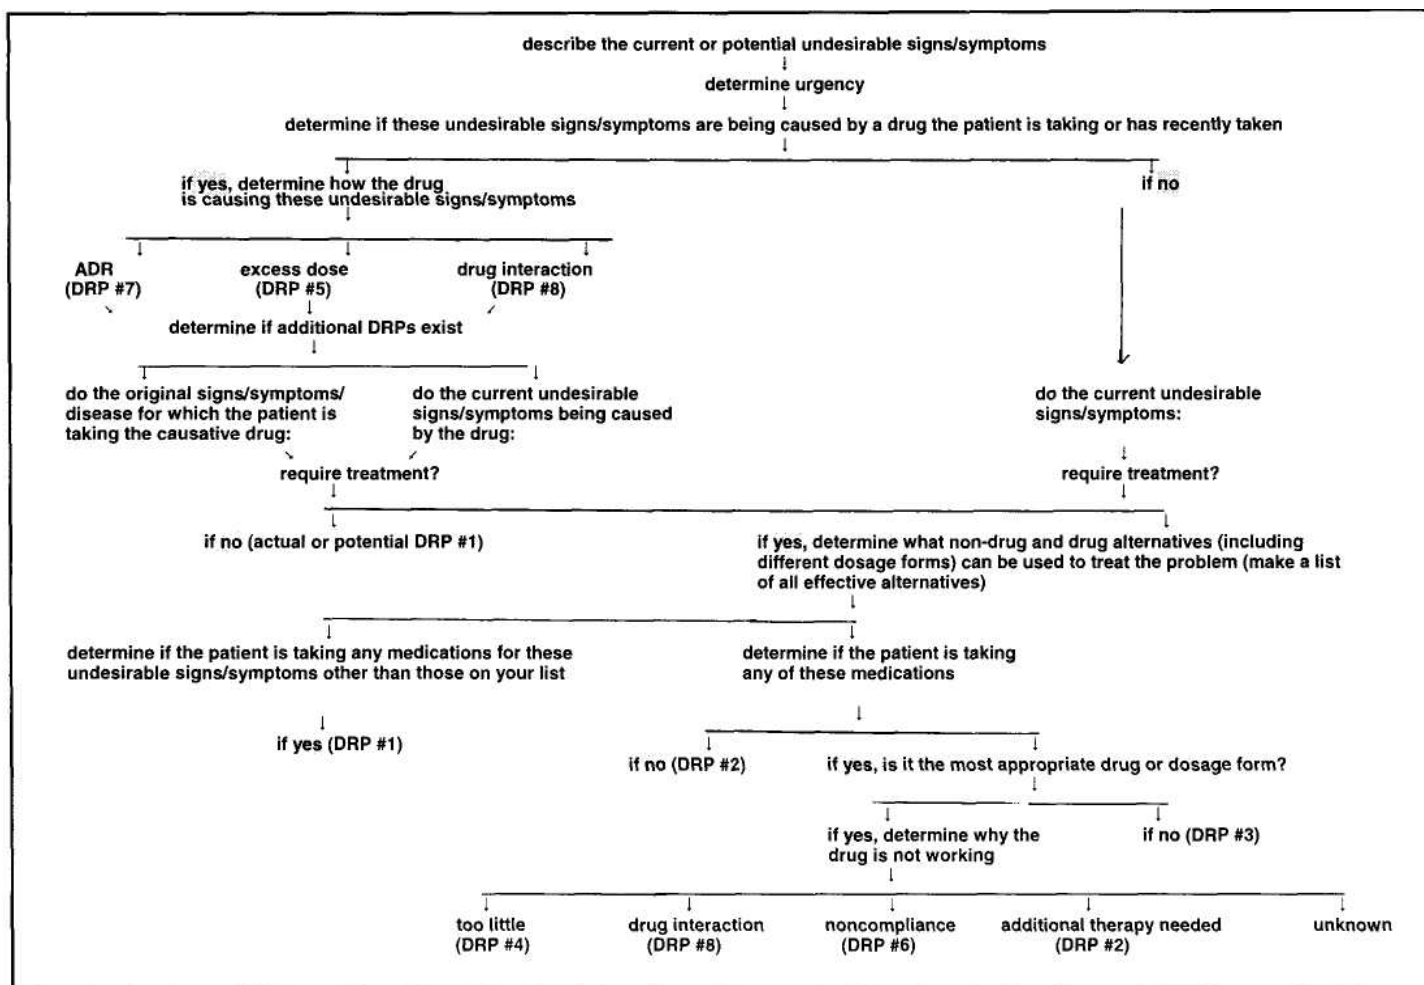 describe the current or potential undesirable signs/symptoms
determine urgency
determine if these undesirable signs/symptoms are being caused by a drug the patient is taking or has recently taken
if yes, determine how the drug
is causing these undesirable signs/symptoms
if no
ADR
(DRP #7)
excess dose
(DRP #5)
drug interaction
(DRP #8)
determine if additional DRPs exist
do the original signs/symptoms/
disease for which the patient is
taking the causative drug:
do the current undesirable
signs/symptoms being caused
by the drug:
do the current undesirable
signs/symptoms:
require treatment?
require treatment?
if no (actual or potential DRP #1)
if yes, determine what non-drug and drug alternatives (including
different dosage forms) can be used to treat the problem (make a list
of all effective alternatives)
determine if the patient is taking any medications for these
undesirable signs/symptoms other than those on your list
determine if the patient is taking
any of these medications
if yes (DRP #1)
if no (DRP #2)
if yes, is it the most appropriate drug or dosage form?
if yes, determine why the
drug is not working
if no (DRP #3)
too little
(DRP #4)
drug interaction
(DRP #8)
noncompliance
(DRP #6)
additional therapy needed
(DRP #2)
unknown